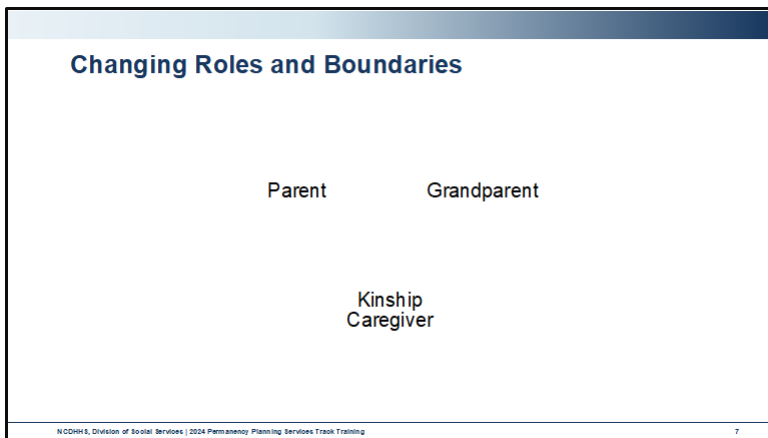 Changing Roles and Boundaries
Parent Grandparent
Kinship
Caregiver
NCDHHS, Division of Social Services | 2024 Permanency Planning Services Track Training 7